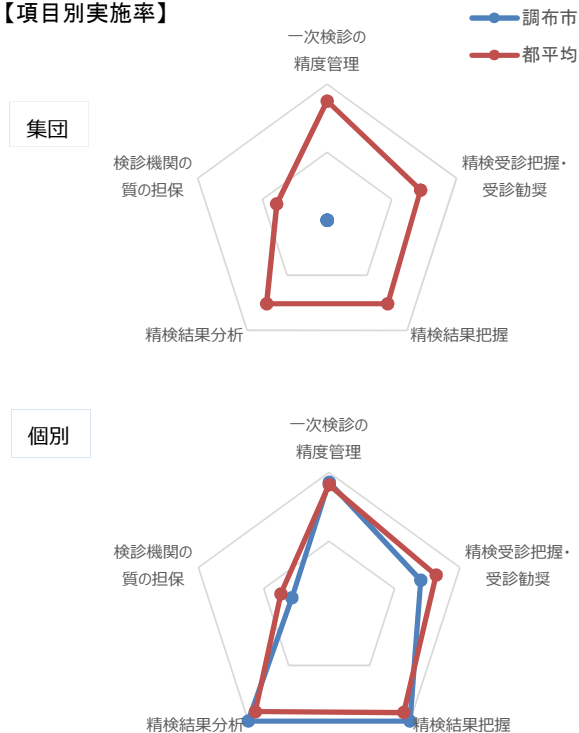 【項目別実施率】
調布市
都平均
集団
一次検診の
精度管理
精検受診把握・
受診勧奨
精検結果把握
精検結果分析
検診機関の
質の担保
個別
一次検診の
精度管理
精検受診把握・
受診勧奨
精検結果把握
精検結果分析
検診機関の
質の担保